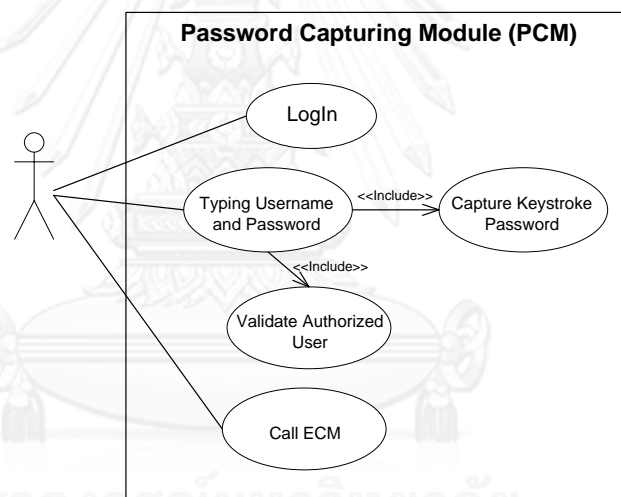 Password Capturing Module (PCM)
LogIn
Typing Username
and Password
<<Include>>
Capture Keystroke
Password
<<Include>>
Validate Authorized
User
Call ECM